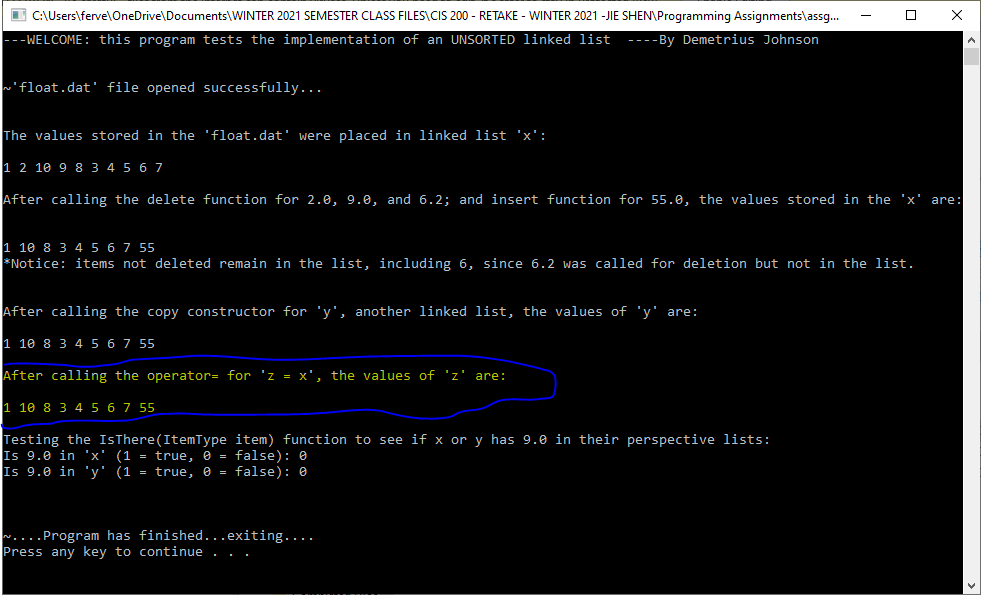 C:\Users\ferve\OneDrive\Documents\WINTER 2021 SEMESTER CLASS FILES\CIS 200 - RETAKE - WINTER 2021 -JIE SHEN\Programming Assignments\assg...
---WELCOME: this program tests the implementation of an UNSORTED linked list  ----By Demetrius Johnson
~'float.dat' file opened successfully...
The values stored in the 'float.dat' were placed in linked list 'x':
1 2 10 9 8 3 4 5 6 7
After calling the delete function for 2.0, 9.0, and 6.2; and insert function for 55.0, the values stored in the 'x' are:
1 10 8 3 4 5 6 7 55
*Notice: items not deleted remain in the list, including 6, since 6.2 was called for deletion but not in the list.
After calling the copy constructor for 'y', another linked list, the values of 'y' are:
1 10 8 3 4 5 6 7 55
After calling the operator= for 'z = x', the values of 'z' are:
1 10 8 3 4 5 6 7 55
Testing the IsThere(ItemType item) function to see if x or y has 9.0 in their perspective lists:
Is 9.0 in 'x' (1 = true, 0 = false): 0
Is 9.0 in 'y' (1 = true, 0 = false): 0
~....Program has finished...exiting....
Press any key to continue . . .